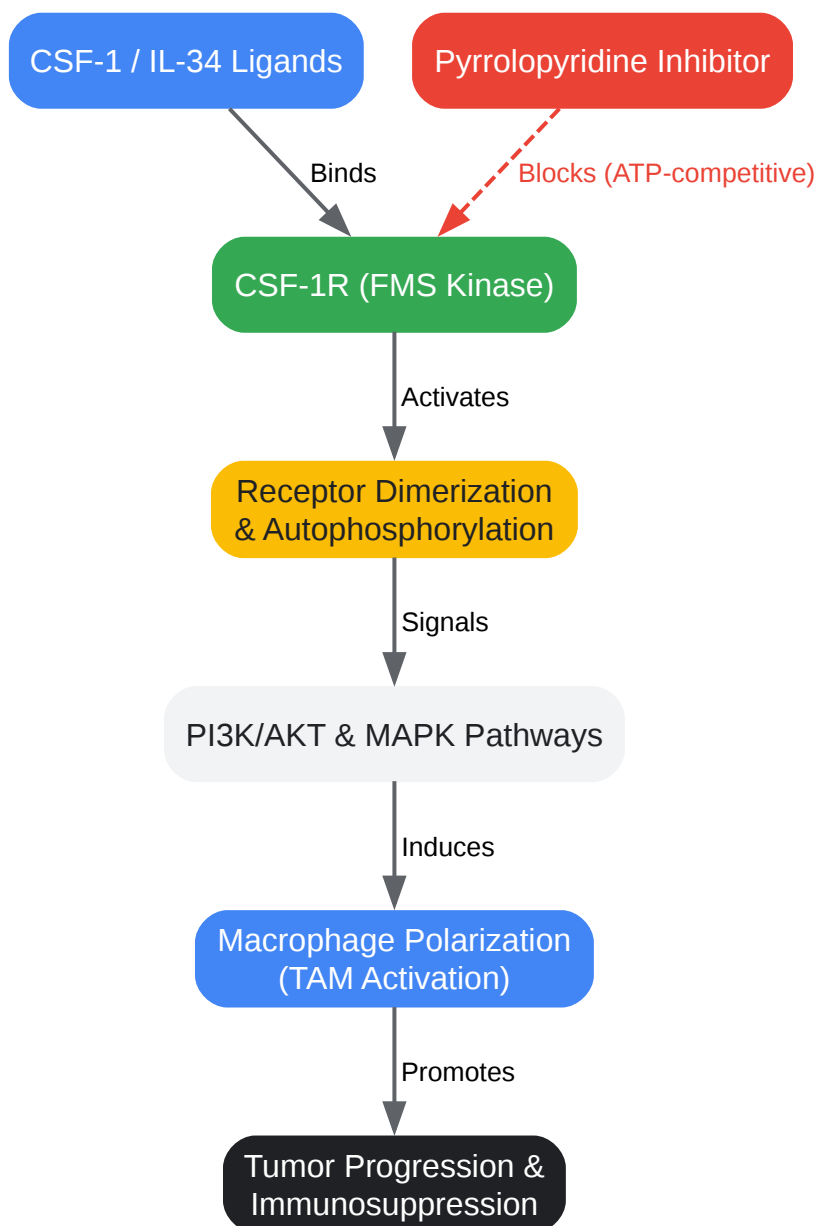 CSF-1 / IL-34 Ligands
Pyrrolopyridine Inhibitor
Binds
Blocks (ATP-competitive)
CSF-1R (FMS Kinase)
Activates
Receptor Dimerization
& Autophosphorylation
Signals
PI3K/AKT & MAPK Pathways
Induces
Macrophage Polarization
(TAM Activation)
Promotes
Tumor Progression &
Immunosuppression